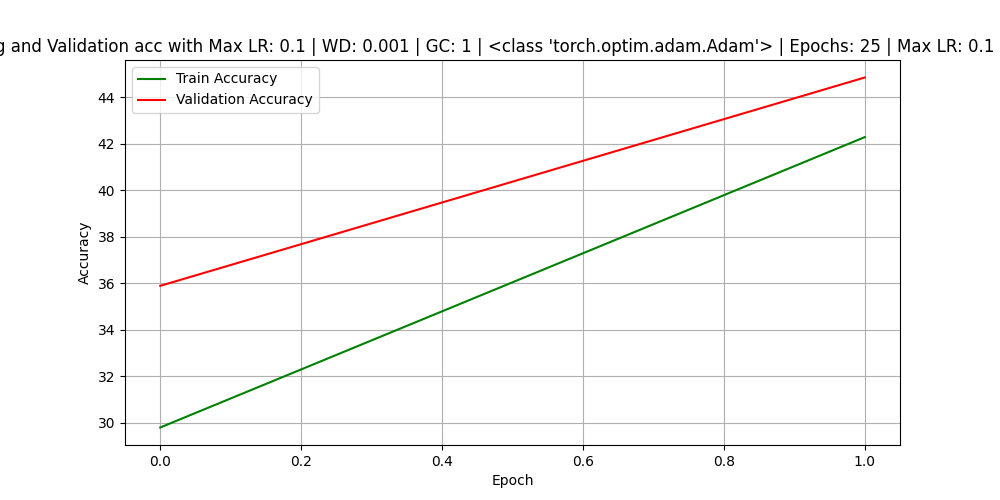 g and Validation acc with Max LR: 0.1 | WD: 0.001 | GC: 1 | <class 'torch.optim.adam.Adam'> | Epochs: 25 | Max LR: 0.1
Train Accuracy
Validation Accuracy
44
42
40
38
36
34
32
30
Accuracy
0.0 0.2 0.4 0.6 0.8 1.0
Epoch